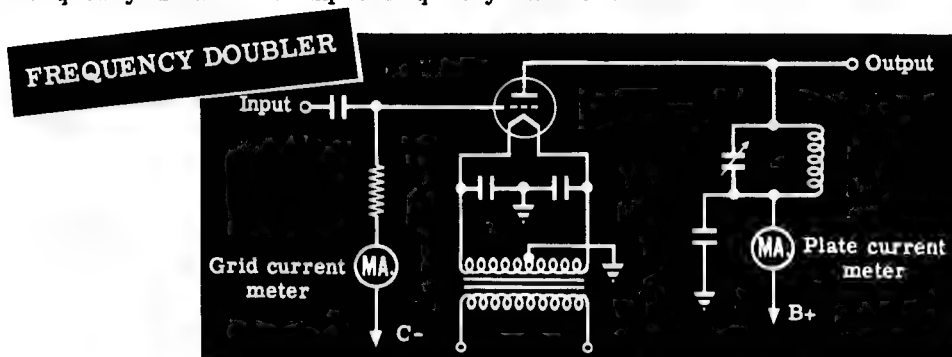 FREQUENCY DOUBLER
Input
Output
Grid current
meter
MA.
C-
MA.
Plate current
meter
B+